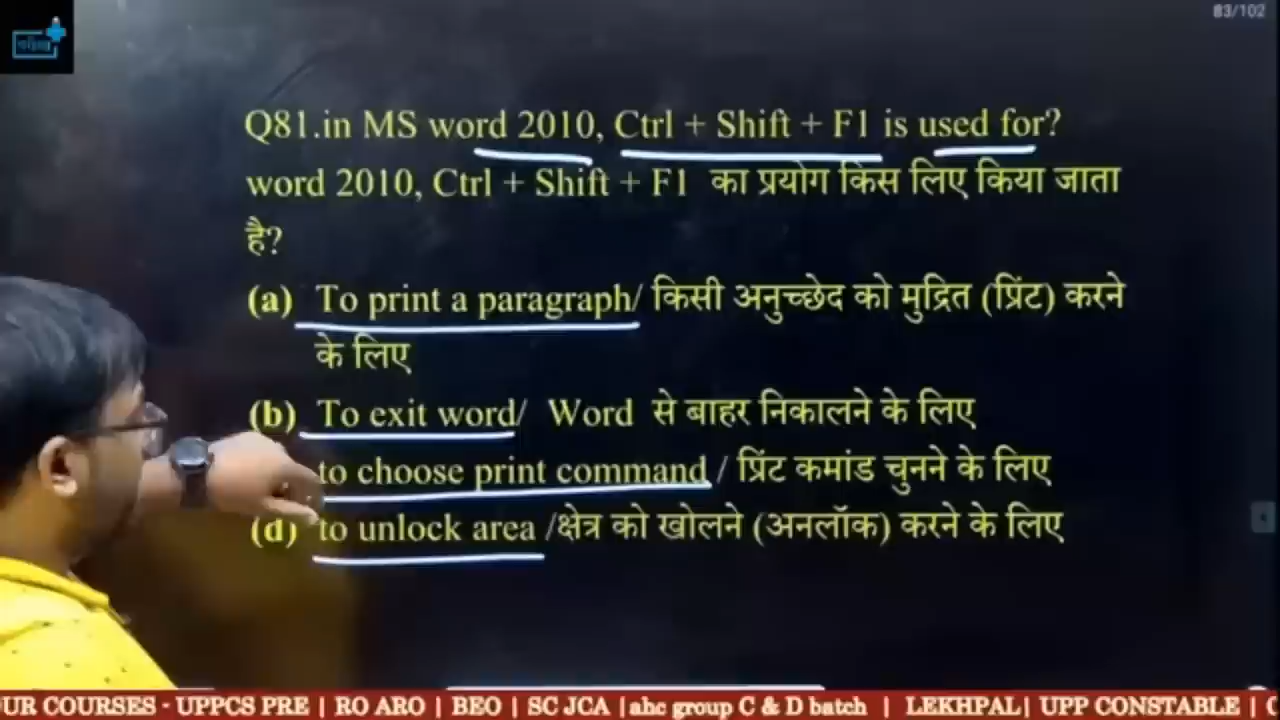 83/102
Q81.in MS word 2010, Ctrl + Shift + F1 is used for?
word 2010, Ctrl + Shift + F1 का प्रयोग किस लिए किया जाता
है?
(a) To print a paragraph/ किसी अनुच्छेद को मुद्रित (प्रिंट) करने
के लिए
(b) To exit word/ Word से बाहर निकालने के लिए
to choose print command / प्रिंट कमांड चुनने के लिए
(d) to unlock area /क्षेत्र को खोलने (अनलॉक) करने के लिए
UR COURSES - UPPCS PRE | RO ARO | BEO | SC JCA |ahc group C & D batch | LEKHPAL| UPP CONSTABLE |